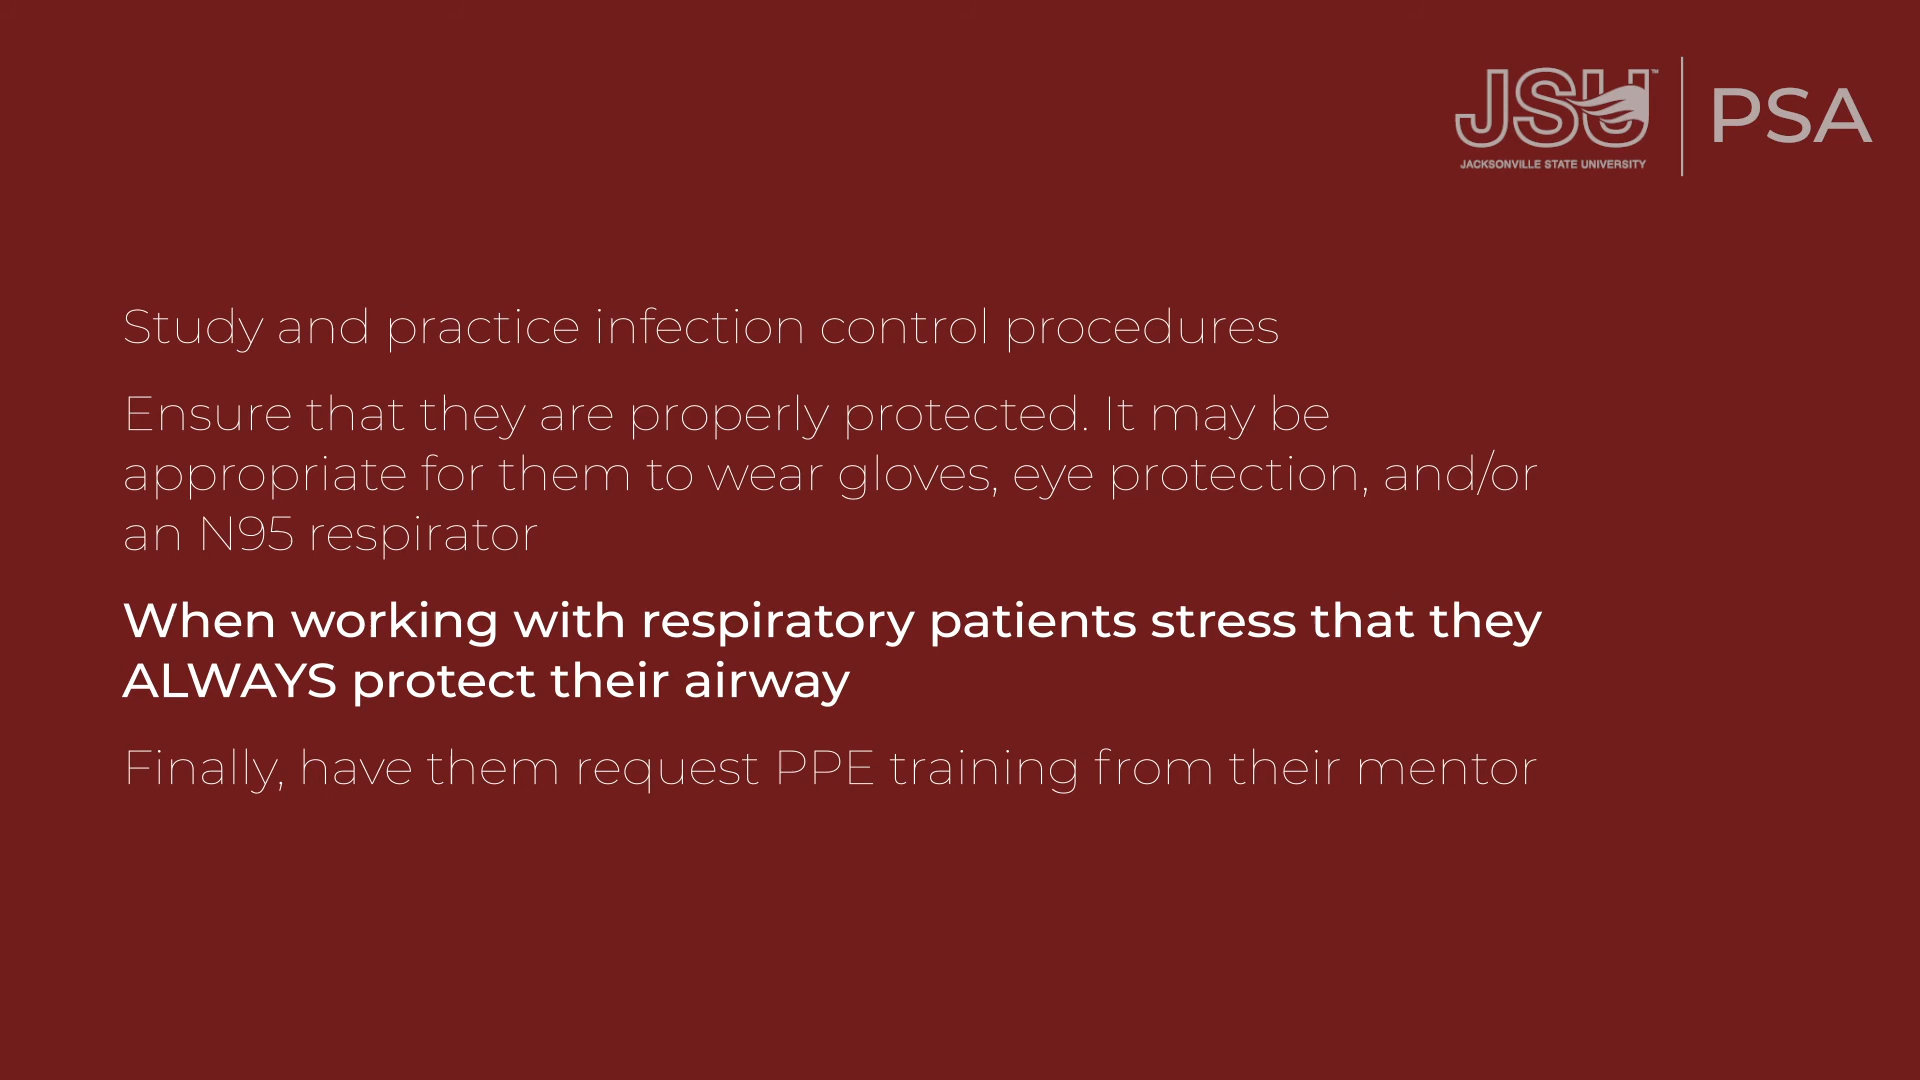 JSU™
JACKSONVILLE STATE UNIVERSITY
PSA
Study and practice infection control procedures
Ensure that they are properly protected. It may be
appropriate for them to wear gloves, eye protection, and/or
an N95 respirator
When working with respiratory patients stress that they
ALWAYS protect their airway
Finally, have them request PPE training from their mentor